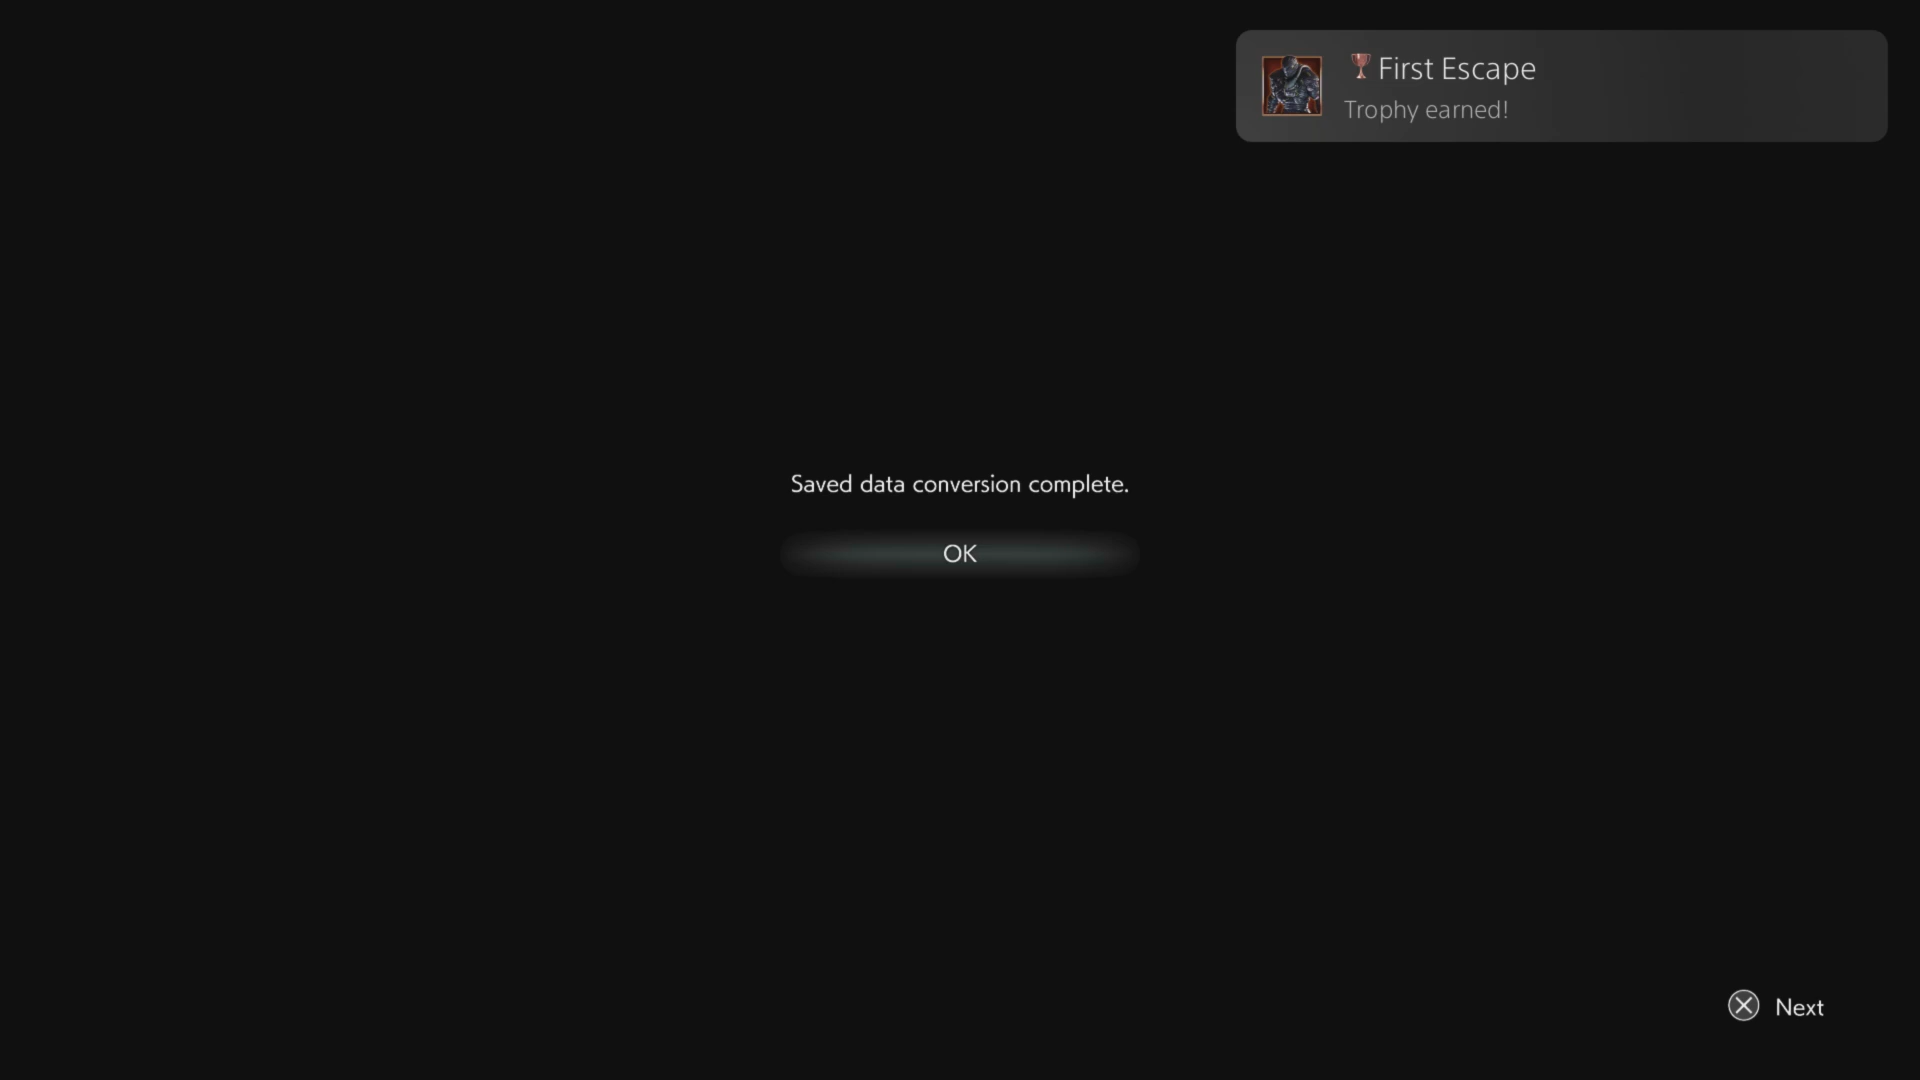 First Escape
Trophy earned!
Saved data conversion complete.
OK
Next